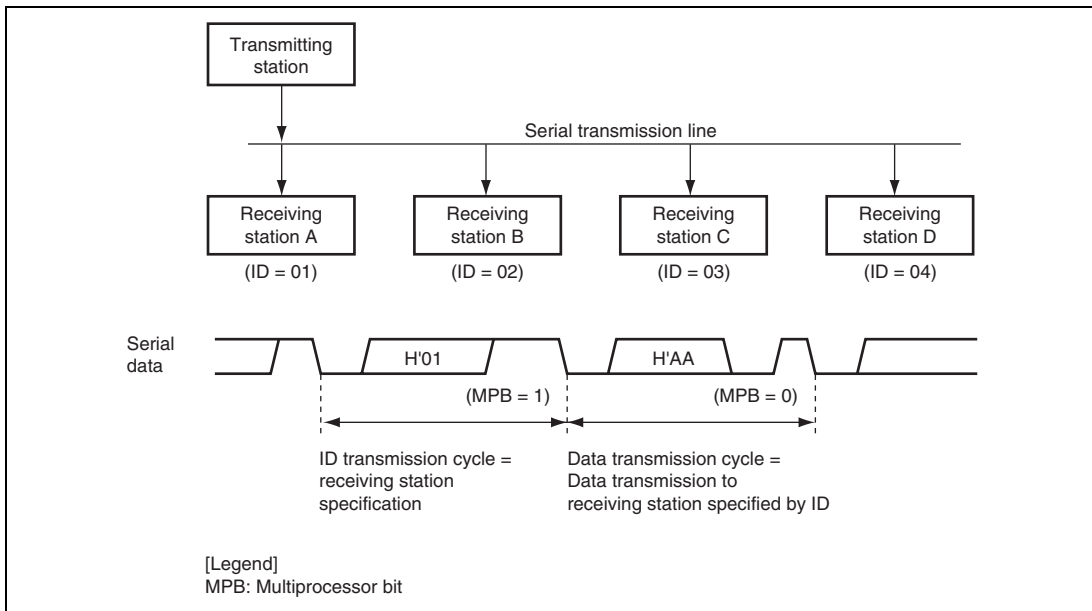 Transmitting
station
Serial transmission line
Receiving
station A
(ID = 01)
Receiving
station B
(ID = 02)
Receiving
station C
(ID = 03)
Receiving
station D
(ID = 04)
Serial
data
H'01
H'AA
(MPB = 1)
(MPB = 0)
ID transmission cycle =
receiving station
specification
Data transmission cycle =
Data transmission to
receiving station specified by ID
[Legend]
MPB: Multiprocessor bit